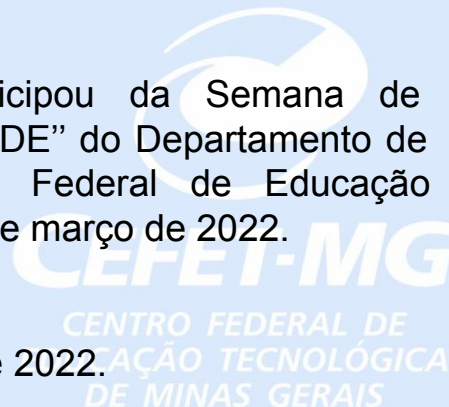 icipou da Semana de
DE’’ do Departamento de
Federal de Educação
e março de 2022.
CEFET-MG
CENTRO FEDERAL DE
EDUCAÇÃO TECNOLÓGICA
e 2022.
DE MINAS GERAIS